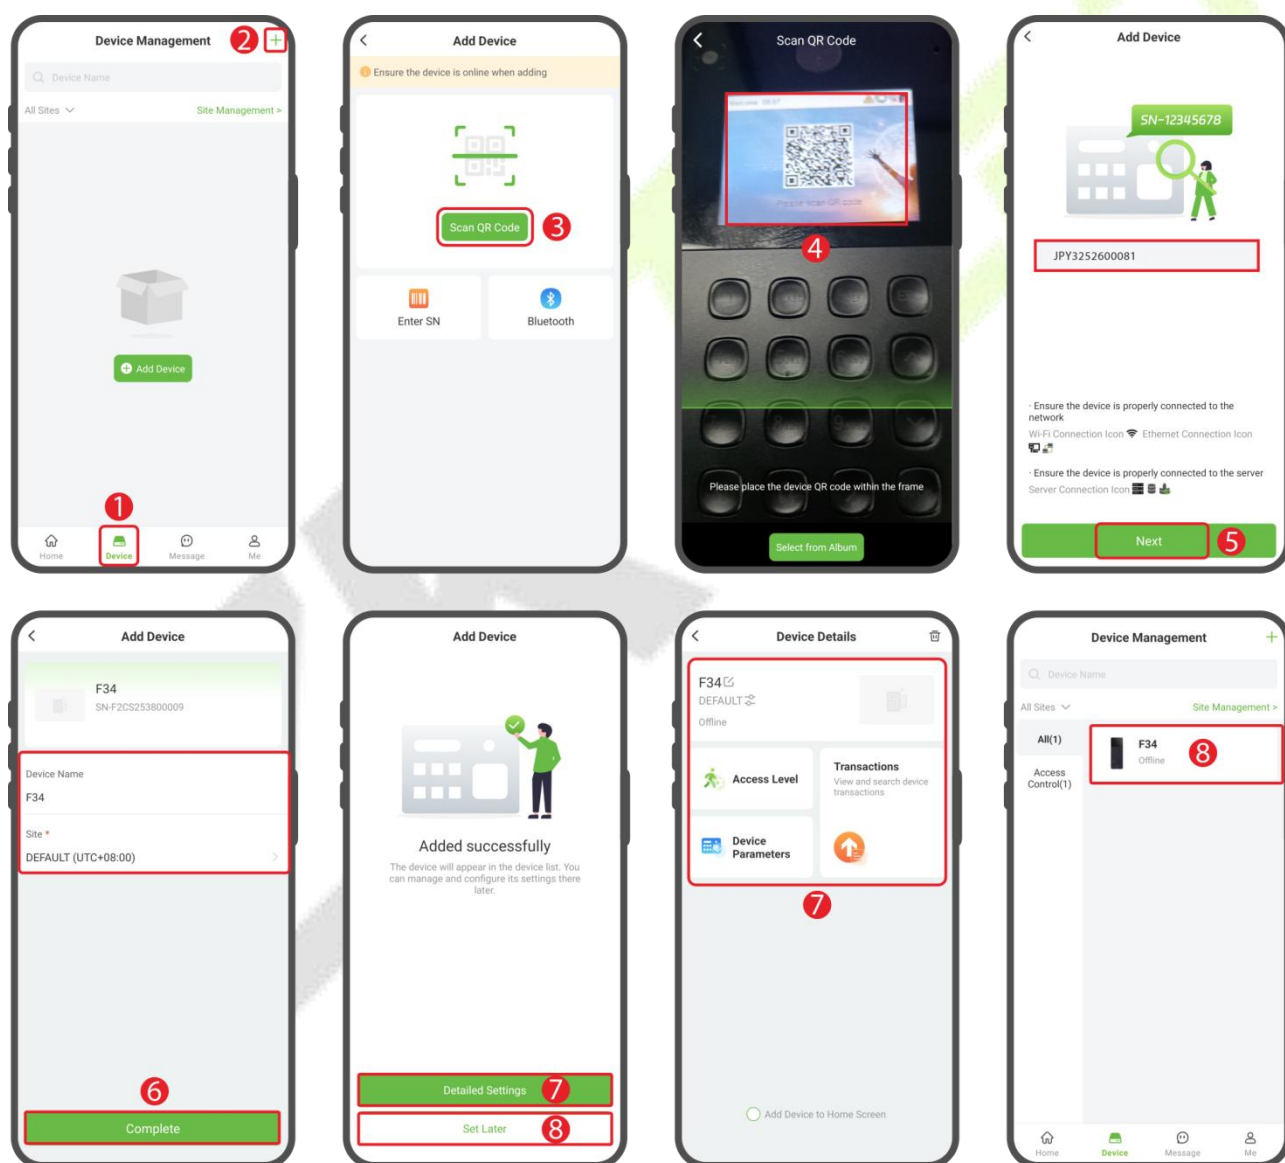 Device Management
2
+
Device Name
All Sites
Site Management >
Add Device
1
Home
Device
Message
Me
Add Device
Ensure the device is online when adding
Scan QR Code
3
Enter SN
Bluetooth
Scan QR Code
Please scan QR code
4
Please place the device QR code within the frame
Select from Album
Add Device
SN-12345678
JPY3252600081
· Ensure the device is properly connected to the
network
Wi-Fi Connection Icon Ethernet Connection Icon
· Ensure the device is properly connected to the server
Server Connection Icon
Next
5
Add Device
F34
SN-F2CS253800009
Device Name
F34
Site *
DEFAULT (UTC+08:00)
6
Complete
Add Device
Added successfully
The device will appear in the device list. You
can manage and configure its settings there
later.
Detailed Settings
7
Set Later
8
Device Details
F34
DEFAULT
Offline
Access Level
Transactions
View and search device
transactions
Device
Parameters
7
Add Device to Home Screen
Device Management
+
Device Name
All Sites
Site Management >
All(1)
F34
Offline
8
Access
Control(1)
Home
Device
Message
Me